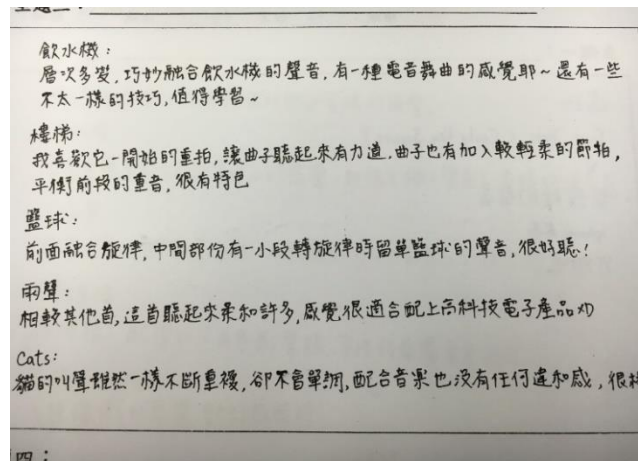 飲水機：
層次多變，巧妙融合飲水機的聲音，有一種電音舞曲的感覺耶～還有一些
不太一樣的技巧，值得學習～
樓梯：
我喜歡它一開始的重拍，讓曲子聽起來有力道，曲子也有加入較輕柔的節拍，
平衡前段的重音，很有特色
籃球：
前面融合旋律，中間部份有一小段轉旋律時留單籃球的聲音，很好聽！
雨聲：
相較其他首，這首聽起來柔和許多，感覺很適合配上高科技電子產品XD
Cats：
貓的叫聲雖然一樣不斷重複，卻不會單調，配合音樂也沒有任何違和感，很
四：